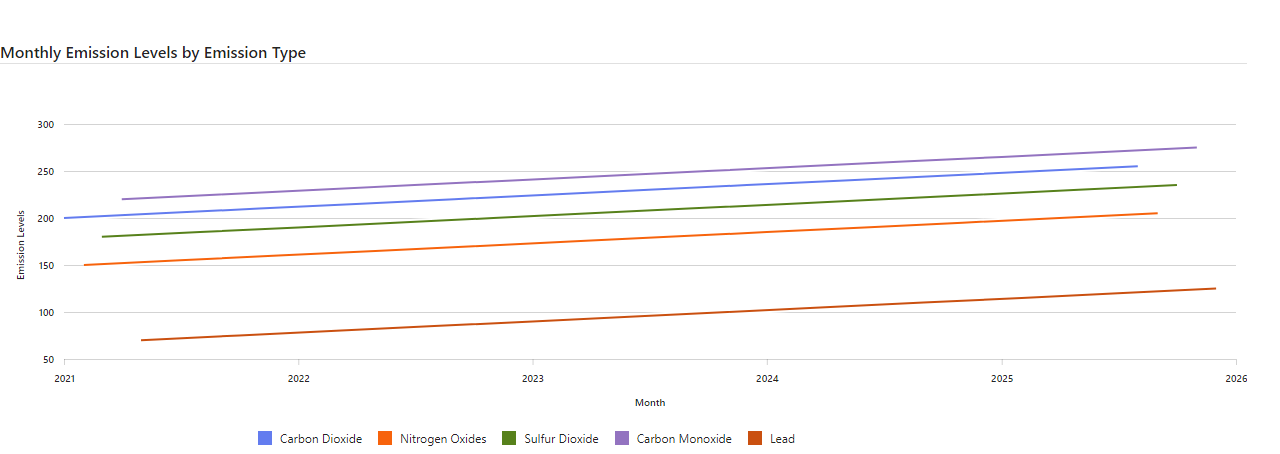 Monthly Emission Levels by Emission Type
300
250
200
150
100
50
Emission Levels
2021 2022 2023 2024 2025 2026
Month
Carbon Dioxide Nitrogen Oxides Sulfur Dioxide Carbon Monoxide Lead